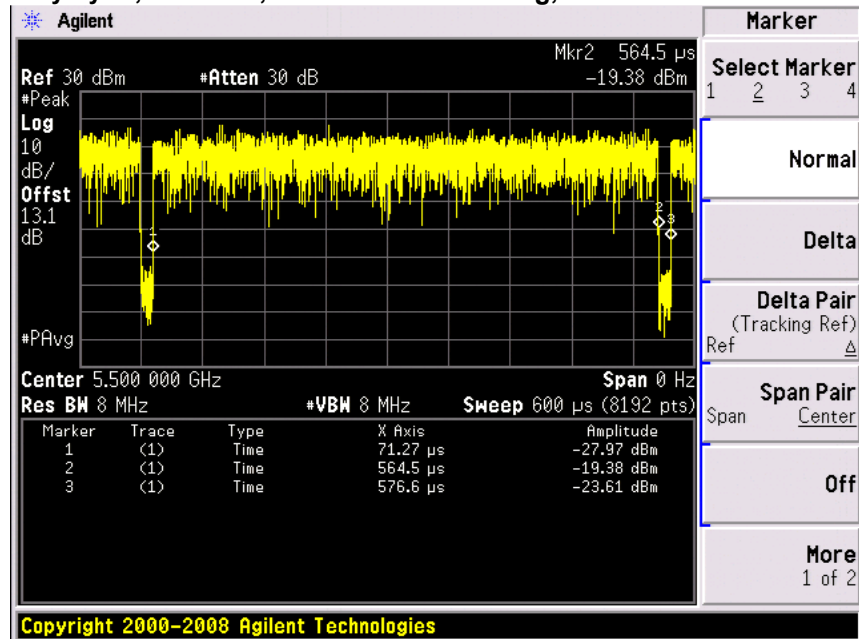 Agilent
Marker
Mkr2 564.5 µs
Ref 30 dBm #Atten 30 dB -19.38 dBm
#Peak
Log
10
dB/
Offst
13.1
dB
1
2
3
#PAvg
Center 5.500 000 GHz Span 0 Hz
Res BW 8 MHz #VBW 8 MHz Sweep 600 µs (8192 pts)
Marker Trace Type X Axis Amplitude
1 (1) Time 71.27 µs -27.97 dBm
2 (1) Time 564.5 µs -19.38 dBm
3 (1) Time 576.6 µs -23.61 dBm
Select Marker
1 2 3 4
Normal
Delta
Delta Pair
(Tracking Ref)
Ref Δ
Span Pair
Span Center
Off
More
1 of 2
Copyright 2000-2008 Agilent Technologies